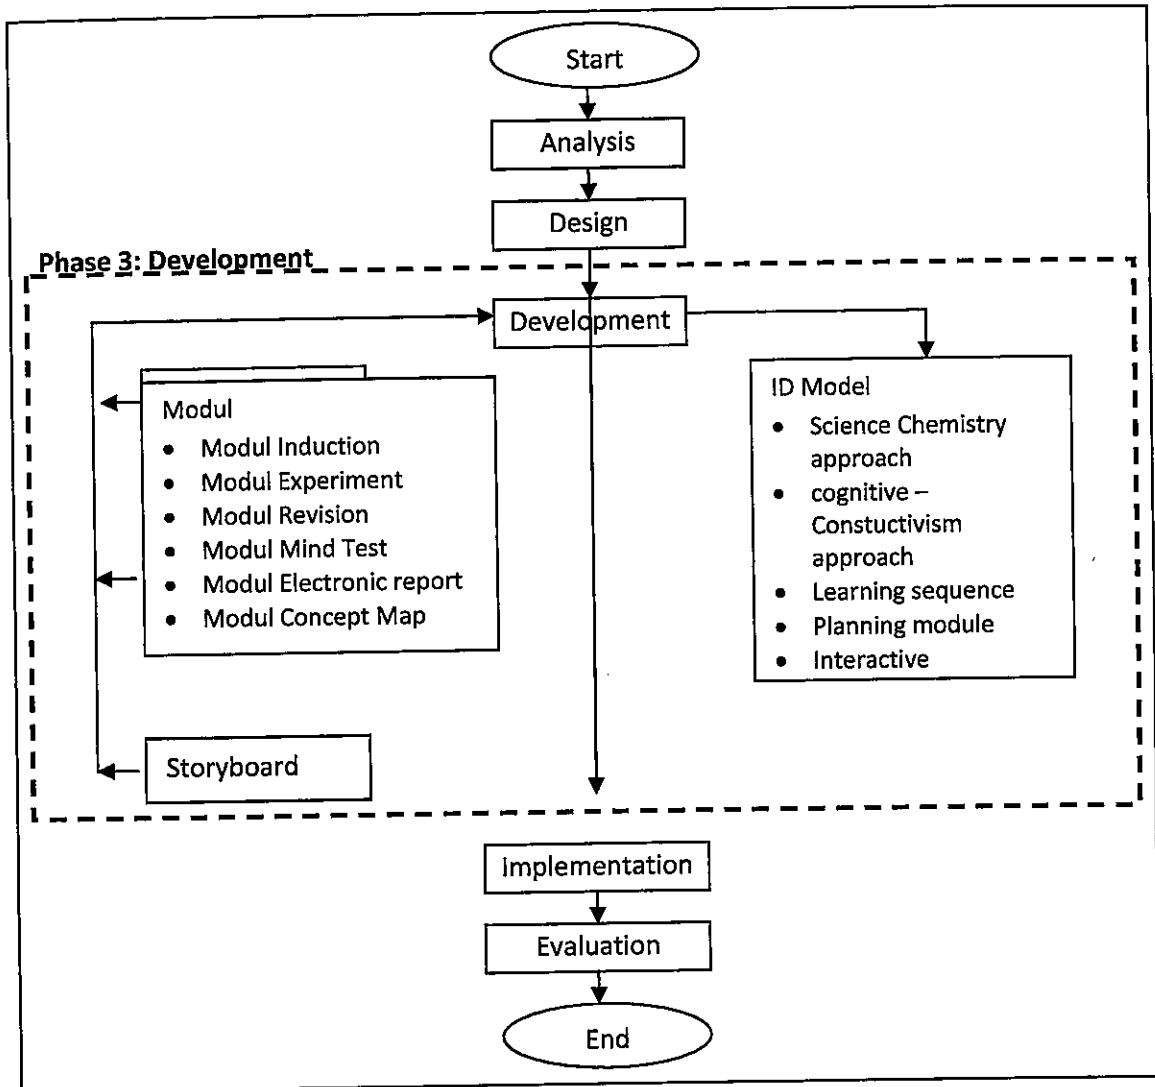 Start
Analysis
Design
Phase 3: Development
Development
Modul
• Modul Induction
• Modul Experiment
• Modul Revision
• Modul Mind Test
• Modul Electronic report
• Modul Concept Map
ID Model
• Science Chemistry
approach
• cognitive –
Constuctivism
approach
• Learning sequence
• Planning module
• Interactive
Storyboard
Implementation
Evaluation
End